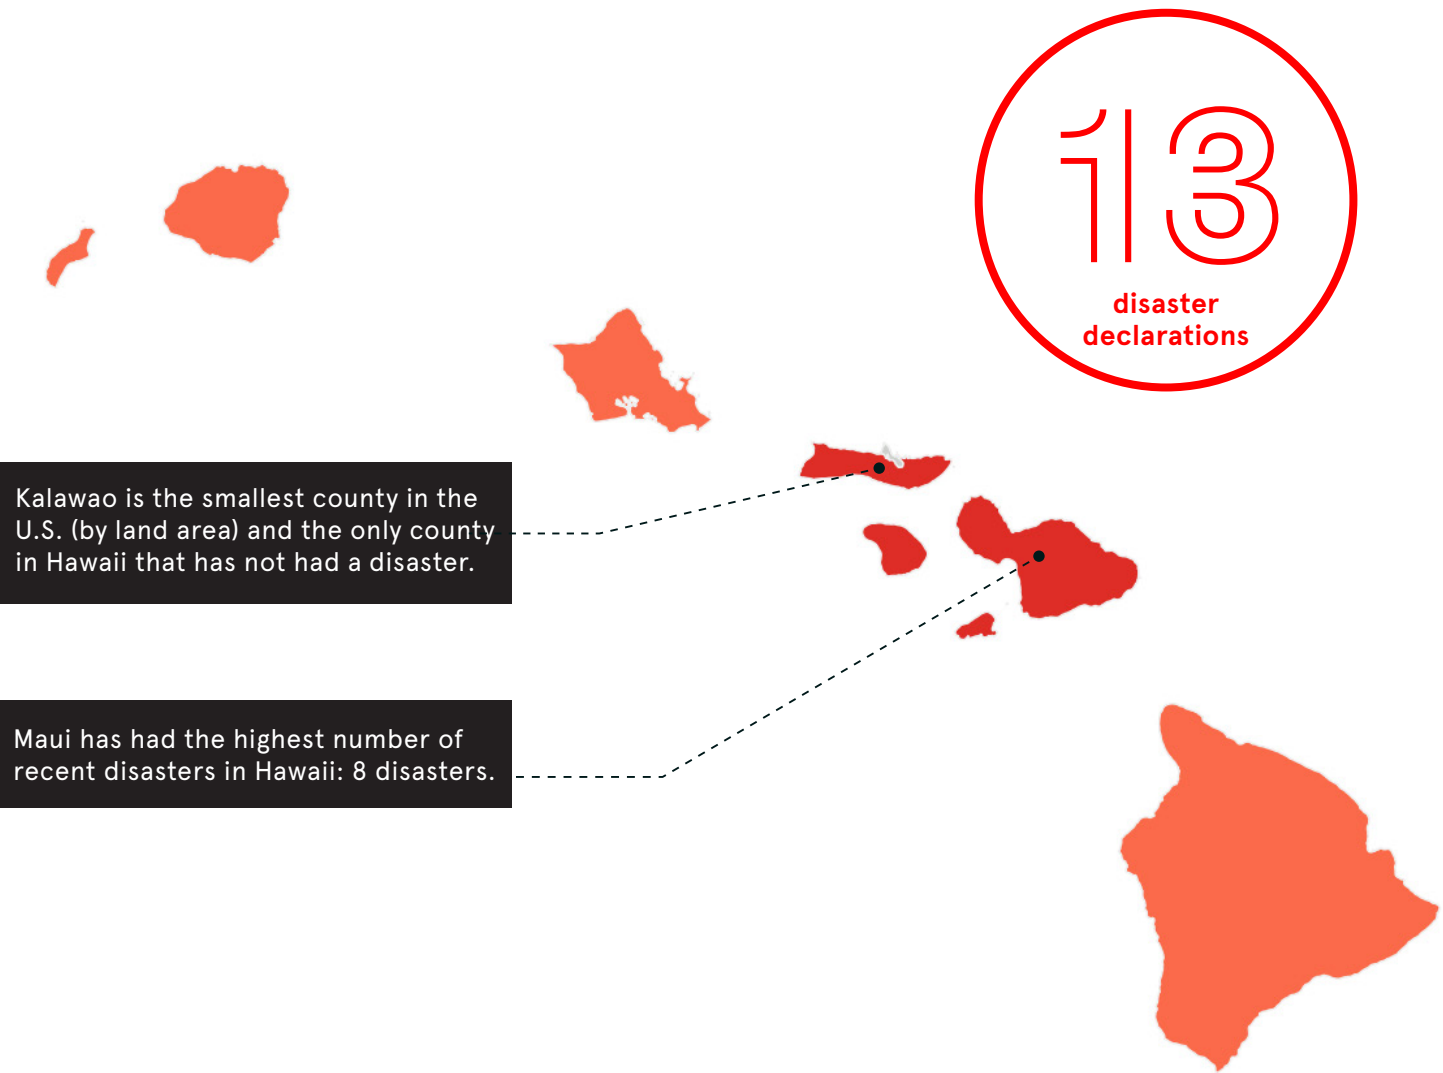 13
disaster
declarations
Kalawao is the smallest county in the
U.S. (by land area) and the only county
in Hawaii that has not had a disaster.
Maui has had the highest number of
recent disasters in Hawaii: 8 disasters.